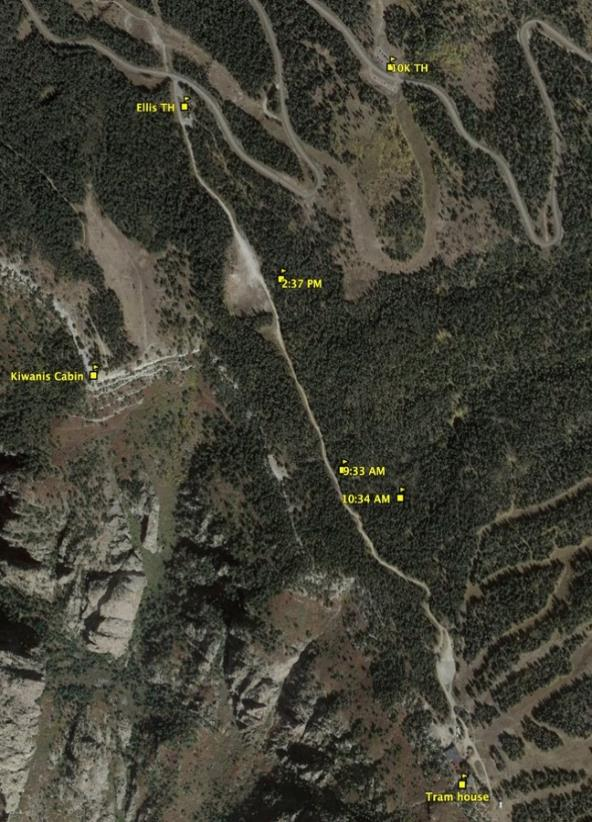 10K TH
Ellis TH
2:37 PM
Kiwanis Cabin
9:33 AM
10:34 AM
Tram house